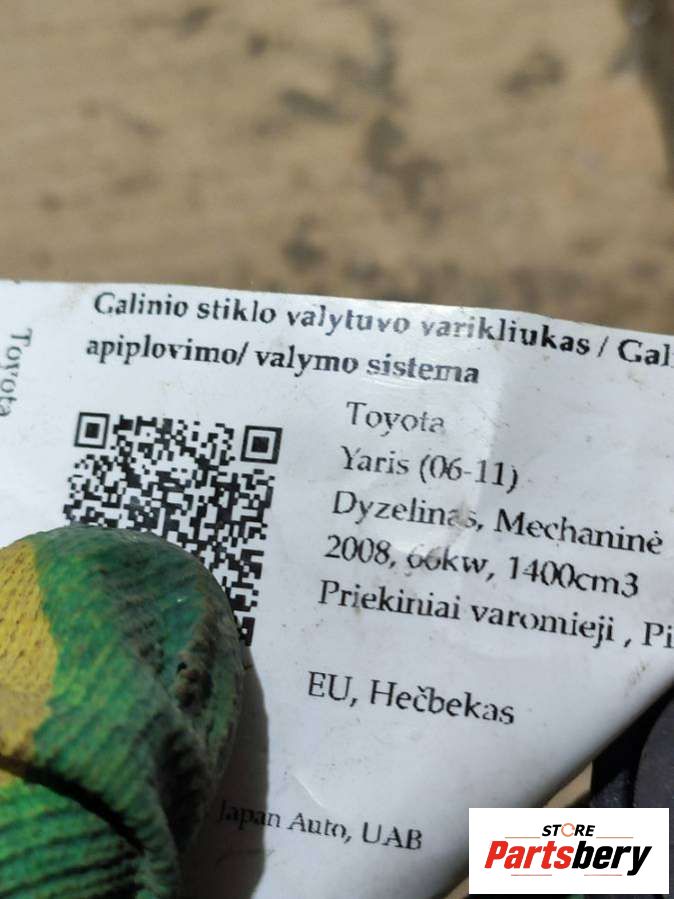 Galinio stiklo valytuvo varikliukas / Gal
apiplovimo/ valymo sistema
Toyota
Toyota
Yaris (06-11)
Dyzelinas, Mechaninė
2008, 66kw, 1400cm3
Priekiniai varomieji , Pi
EU, Hečbekas
Japan Auto, UAB
STORE
Partsbery